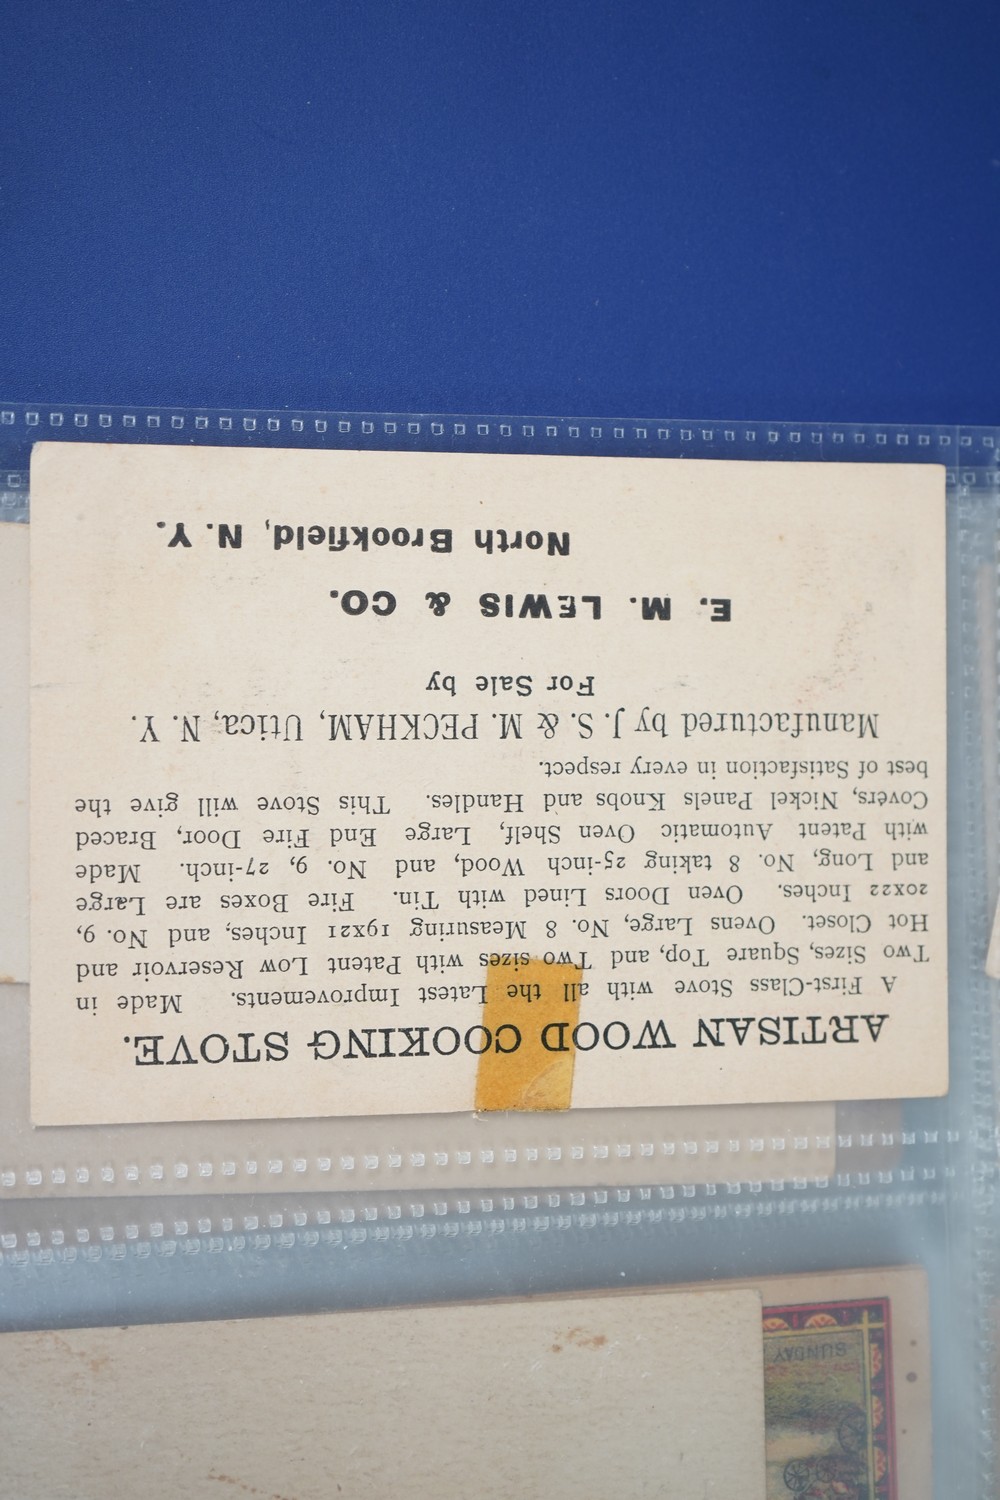 ARTISAN WOOD COOKING STOVE.
A First-Class Stove with all the Latest Improvements. Made in
Two Sizes, Square Top, and Two sizes with Patent Low Reservoir and
Hot Closet. Ovens Large, No. 8 Measuring 19x21 Inches, and No. 9,
20x22 Inches. Oven Doors Lined with Tin. Fire Boxes are Large
and Long, No. 8 taking 25-inch Wood, and No. 9, 27-inch. Made
with Patent Automatic Oven Shelf, Large End Fire Door, Braced
Covers, Nickel Panels Knobs and Handles. This Stove will give the
best of Satisfaction in every respect.
Manufactured by J. S. & M. PECKHAM, Utica, N. Y.
For Sale by
E. M. LEWIS & CO.
North Brookfield, N. Y.
SUNDAY